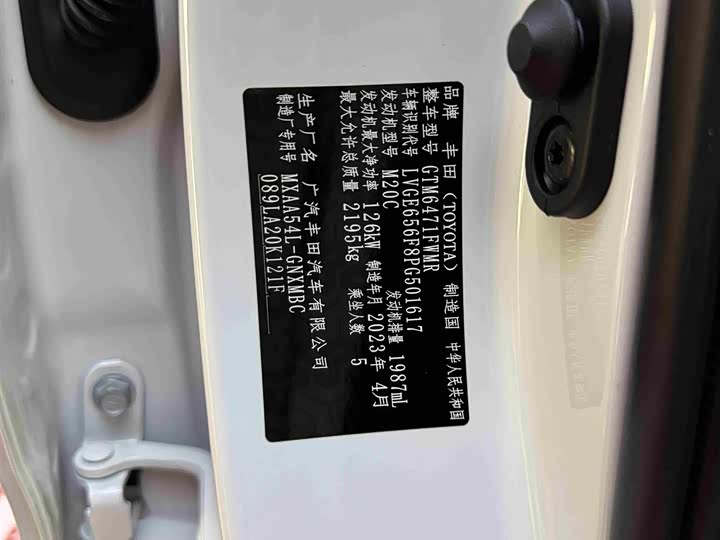 品牌 丰田（TOYOTA） 制造国 中华人民共和国
整车型号 GTM6471FWMR
车辆识别代号 LVGE656F8PG501617
发动机型号 M20C 发动机排量 1987mL
发动机最大净功率 126kW 制造年月 2023年 4月
最大允许总质量 2195kg 乘坐人数 5
生产厂名 广汽丰田汽车有限公司
制造厂专用号 MXAA54L-GNXMBC
089LA20K121F